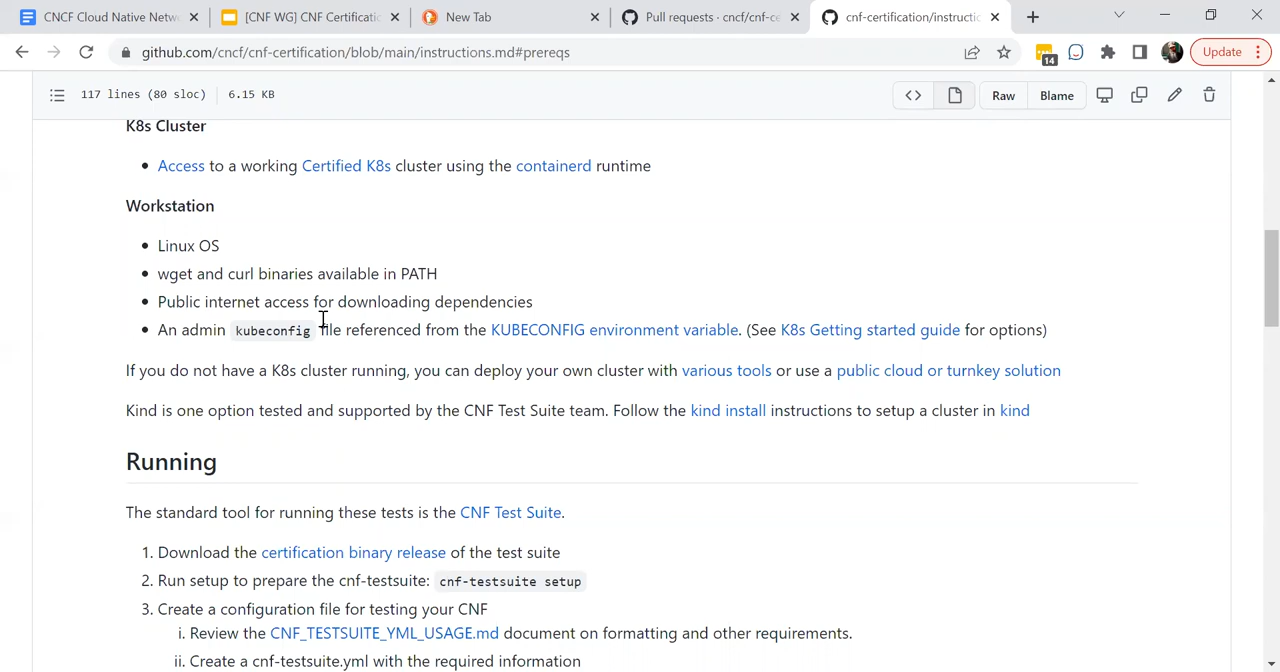 CNCF Cloud Native Netw
[CNF WG] CNF Certificati
New Tab
Pull requests · cncf/cnf-ce
cnf-certification/instructio
github.com/cncf/cnf-certification/blob/main/instructions.md#prereqs
14
Update
117 lines (80 sloc) 6.15 KB
Raw
Blame
K8s Cluster
Access to a working Certified K8s cluster using the containerd runtime
Workstation
Linux OS
wget and curl binaries available in PATH
Public internet access for downloading dependencies
An admin kubeconfig file referenced from the KUBECONFIG environment variable. (See K8s Getting started guide for options)
If you do not have a K8s cluster running, you can deploy your own cluster with various tools or use a public cloud or turnkey solution
Kind is one option tested and supported by the CNF Test Suite team. Follow the kind install instructions to setup a cluster in kind
Running
The standard tool for running these tests is the CNF Test Suite.
1. Download the certification binary release of the test suite
2. Run setup to prepare the cnf-testsuite: cnf-testsuite setup
3. Create a configuration file for testing your CNF
i. Review the CNF_TESTSUITE_YML_USAGE.md document on formatting and other requirements.
ii. Create a cnf-testsuite.yml with the required information